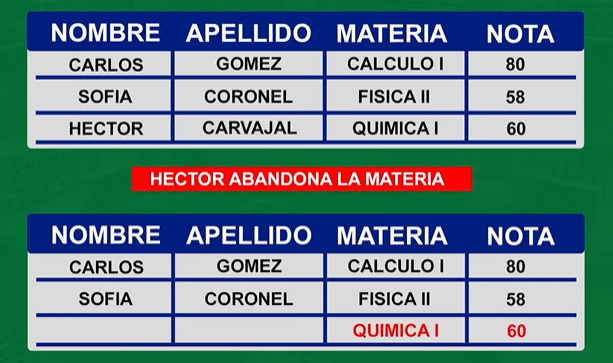 NOMBRE APELLIDO MATERIA NOTA
CARLOS GOMEZ CALCULO I 80
SOFIA CORONEL FISICA II 58
HECTOR CARVAJAL QUIMICA I 60
HECTOR ABANDONA LA MATERIA
NOMBRE APELLIDO MATERIA NOTA
CARLOS GOMEZ CALCULO I 80
SOFIA CORONEL FISICA II 58
QUIMICA I 60